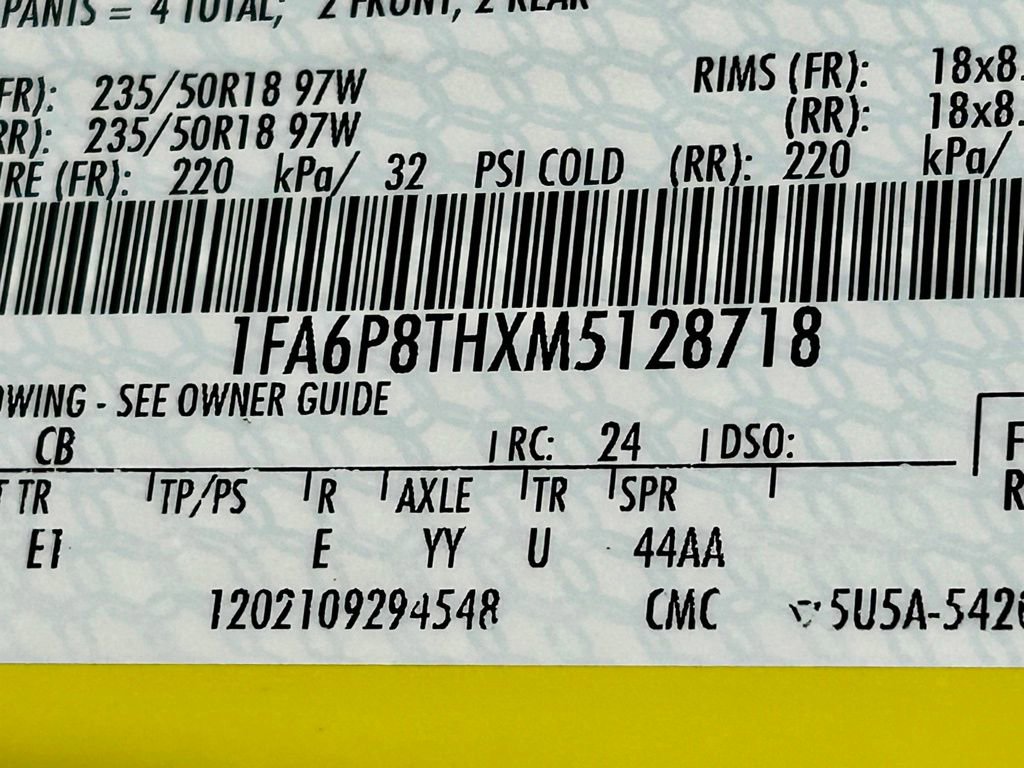 PANTS = 4 TOTAL; 2 FRONT, 2 REAR
FR): 235/50R18 97W RIMS (FR): 18x8.
RR): 235/50R18 97W (RR): 18x8.
RE (FR): 220 kPa/ 32 PSI COLD (RR): 220 kPa/
1FA6P8THXM5128718
OWING - SEE OWNER GUIDE
CB RC: 24 DSO:
F
T TR TP/PS R AXLE TR SPR R
E1 E YY U 44AA
1202109294548 CMC 5U5A-542